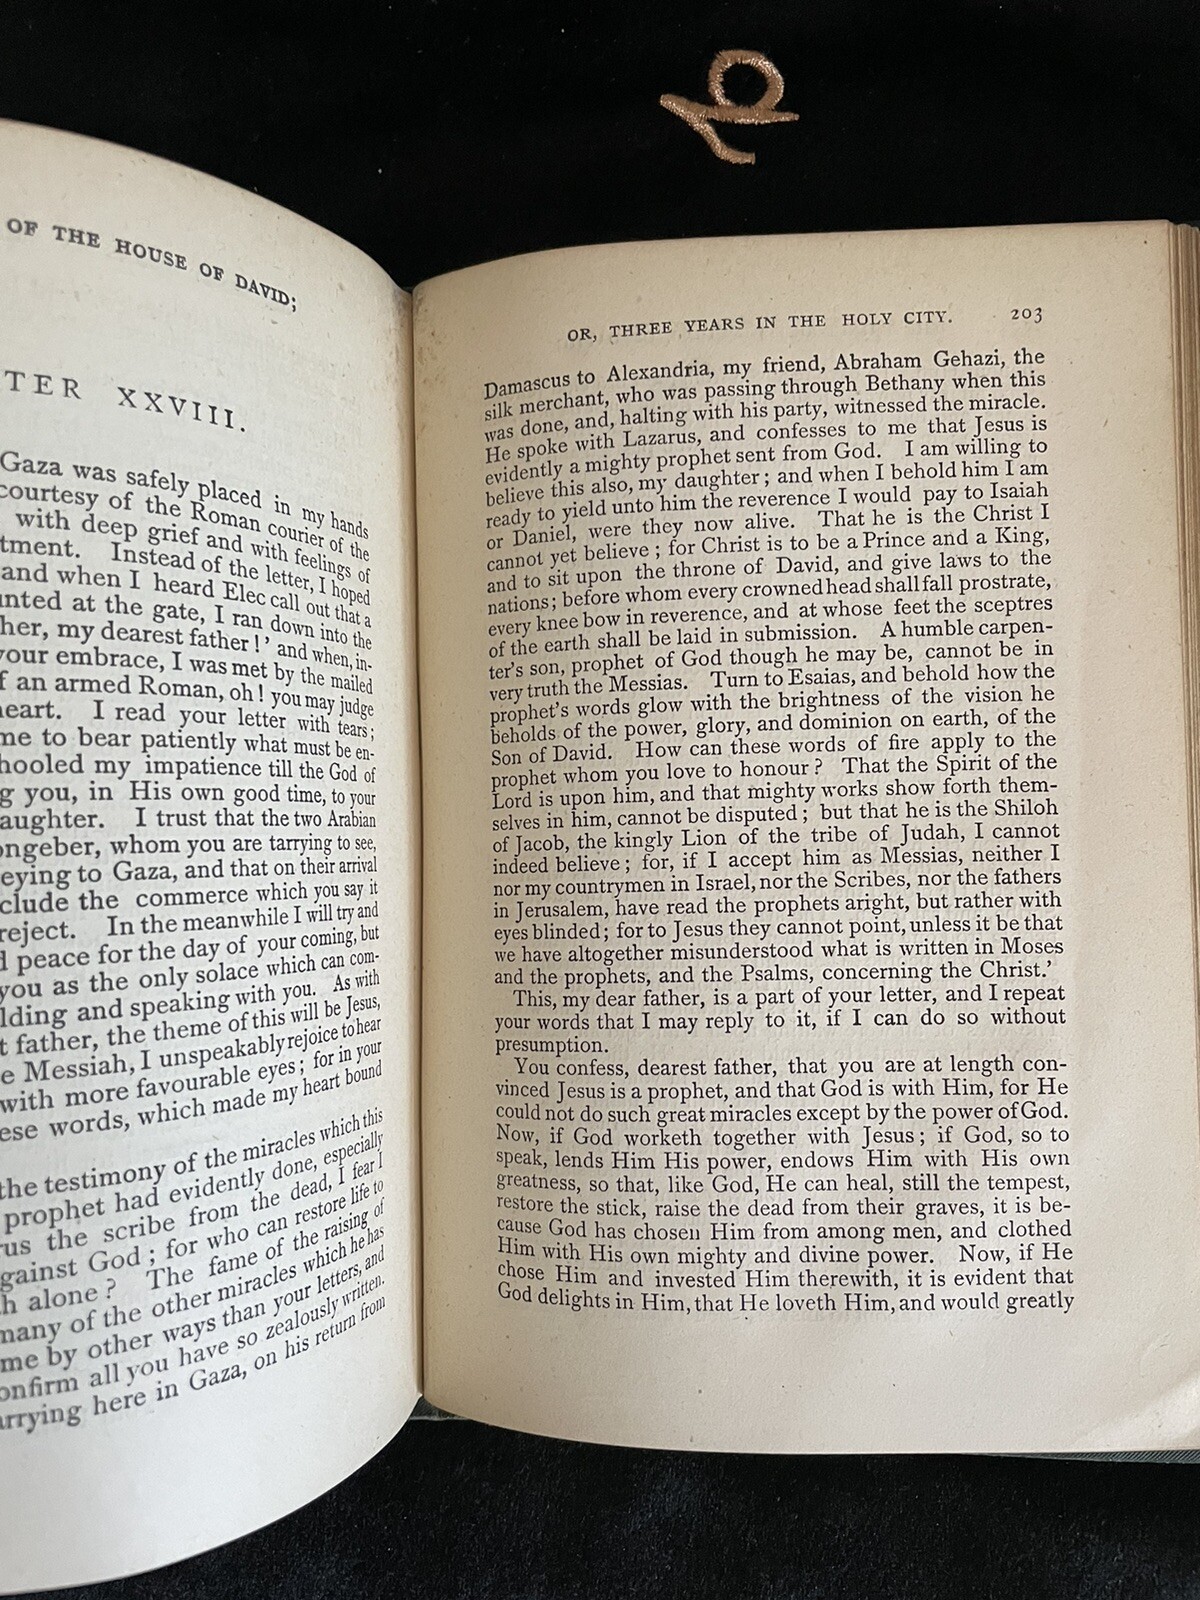 OF THE HOUSE OF DAVID;
TER XXVIII.
Gaza was safely placed in my hands
courtesy of the Roman courier of the
with deep grief and with feelings of
tment. Instead of the letter, I hoped
and when I heard Elec call out that a
unted at the gate, I ran down into the
her, my dearest father!' and when, in-
your embrace, I was met by the mailed
f an armed Roman, oh! you may judge
heart. I read your letter with tears;
me to bear patiently what must be en-
hooled my impatience till the God of
g you, in His own good time, to your
aughter. I trust that the two Arabian
ongeber, whom you are tarrying to see,
eying to Gaza, and that on their arrival
clude the commerce which you say it
reject. In the meanwhile I will try and
d peace for the day of your coming, but
you as the only solace which can com-
lding and speaking with you. As with
t father, the theme of this will be Jesus,
e Messiah, I unspeakably rejoice to hear
with more favourable eyes; for in your
ese words, which made my heart bound
the testimony of the miracles which this
prophet had evidently done, especially
rus the scribe from the dead, I fear I
gainst God; for who can restore life to
h alone? The fame of the raising of
many of the other miracles which he has
me by other ways than your letters, and
onfirm all you have so zealously written.
arrying here in Gaza, on his return from
OR, THREE YEARS IN THE HOLY CITY. 203
Damascus to Alexandria, my friend, Abraham Gehazi, the
silk merchant, who was passing through Bethany when this
was done, and, halting with his party, witnessed the miracle.
He spoke with Lazarus, and confesses to me that Jesus is
evidently a mighty prophet sent from God. I am willing to
believe this also, my daughter; and when I behold him I am
ready to yield unto him the reverence I would pay to Isaiah
or Daniel, were they now alive. That he is the Christ I
cannot yet believe; for Christ is to be a Prince and a King,
and to sit upon the throne of David, and give laws to the
nations; before whom every crowned head shall fall prostrate,
every knee bow in reverence, and at whose feet the sceptres
of the earth shall be laid in submission. A humble carpen-
ter's son, prophet of God though he may be, cannot be in
very truth the Messias. Turn to Esaias, and behold how the
prophet's words glow with the brightness of the vision he
beholds of the power, glory, and dominion on earth, of the
Son of David. How can these words of fire apply to the
prophet whom you love to honour? That the Spirit of the
Lord is upon him, and that mighty works show forth them-
selves in him, cannot be disputed; but that he is the Shiloh
of Jacob, the kingly Lion of the tribe of Judah, I cannot
indeed believe; for, if I accept him as Messias, neither I
nor my countrymen in Israel, nor the Scribes, nor the fathers
in Jerusalem, have read the prophets aright, but rather with
eyes blinded; for to Jesus they cannot point, unless it be that
we have altogether misunderstood what is written in Moses
and the prophets, and the Psalms, concerning the Christ.'
This, my dear father, is a part of your letter, and I repeat
your words that I may reply to it, if I can do so without
presumption.
You confess, dearest father, that you are at length con-
vinced Jesus is a prophet, and that God is with Him, for He
could not do such great miracles except by the power of God.
Now, if God worketh together with Jesus; if God, so to
speak, lends Him His power, endows Him with His own
greatness, so that, like God, He can heal, still the tempest,
restore the stick, raise the dead from their graves, it is be-
cause God has chosen Him from among men, and clothed
Him with His own mighty and divine power. Now, if He
chose Him and invested Him therewith, it is evident that
God delights in Him, that He loveth Him, and would greatly